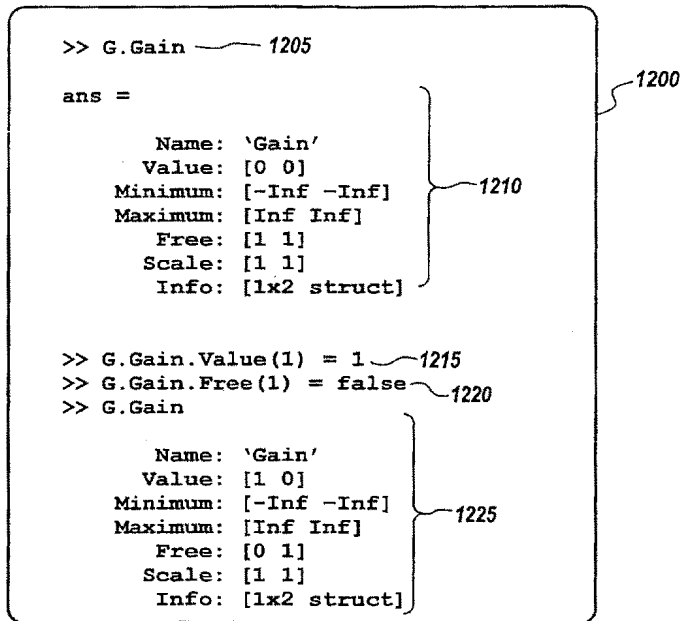 >> G.Gain 1205
1200
ans =
Name: ‘Gain’
Value: [0 0]
Minimum: [-Inf -Inf]
1210
Maximum: [Inf Inf]
Free: [1 1]
Scale: [1 1]
Info: [1x2 struct]
>> G.Gain.Value(1) = 1 1215
>> G.Gain.Free(1) = false 1220
>> G.Gain
Name: ‘Gain’
Value: [1 0]
Minimum: [-Inf -Inf]
1225
Maximum: [Inf Inf]
Free: [0 1]
Scale: [1 1]
Info: [1x2 struct]